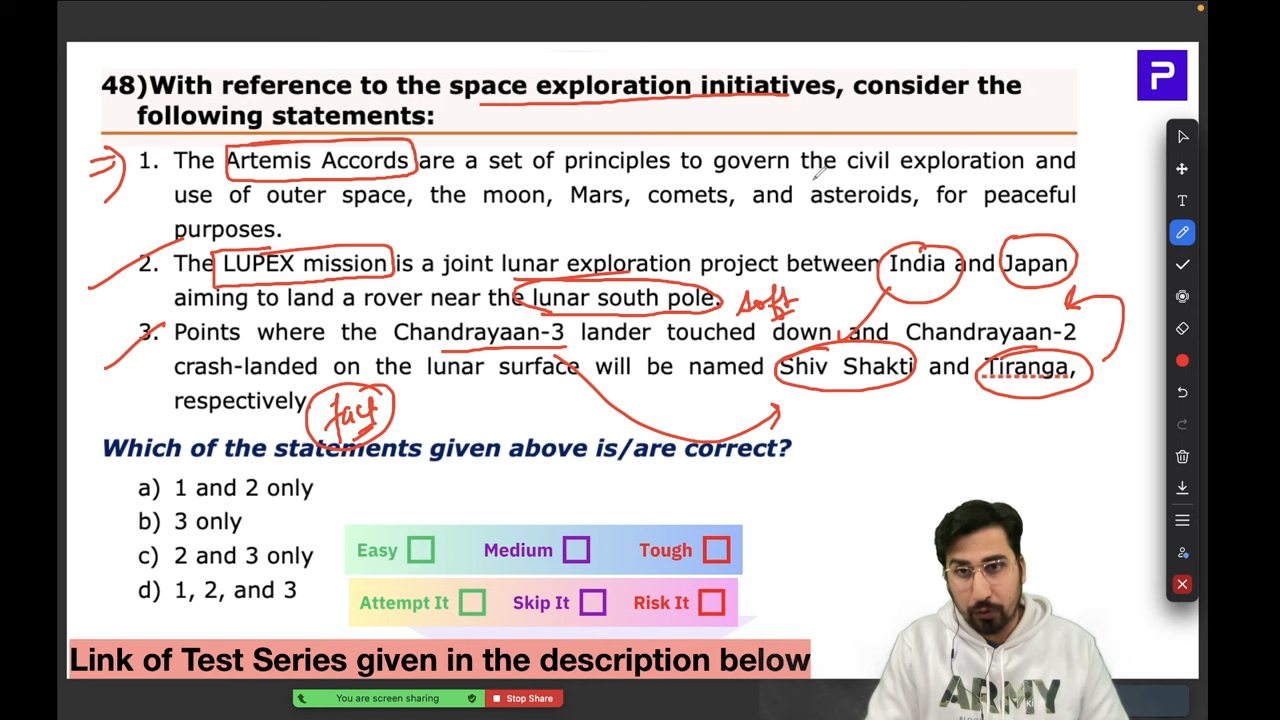 48)With reference to the space exploration initiatives, consider the
following statements:
1. The Artemis Accords are a set of principles to govern the civil exploration and
use of outer space, the moon, Mars, comets, and asteroids, for peaceful
purposes.
2. The LUPEX mission is a joint lunar exploration project between India and Japan,
aiming to land a rover near the lunar south pole.
soft
3. Points where the Chandrayaan-3 lander touched down and Chandrayaan-2
crash-landed on the lunar surface will be named Shiv Shakti and Tiranga,
respectively.
fact
Which of the statements given above is/are correct?
a) 1 and 2 only
b) 3 only
c) 2 and 3 only
d) 1, 2, and 3
Easy Medium Tough
Attempt It Skip It Risk It
Link of Test Series given in the description below
You are screen sharing Stop Share
P
T
ARMY